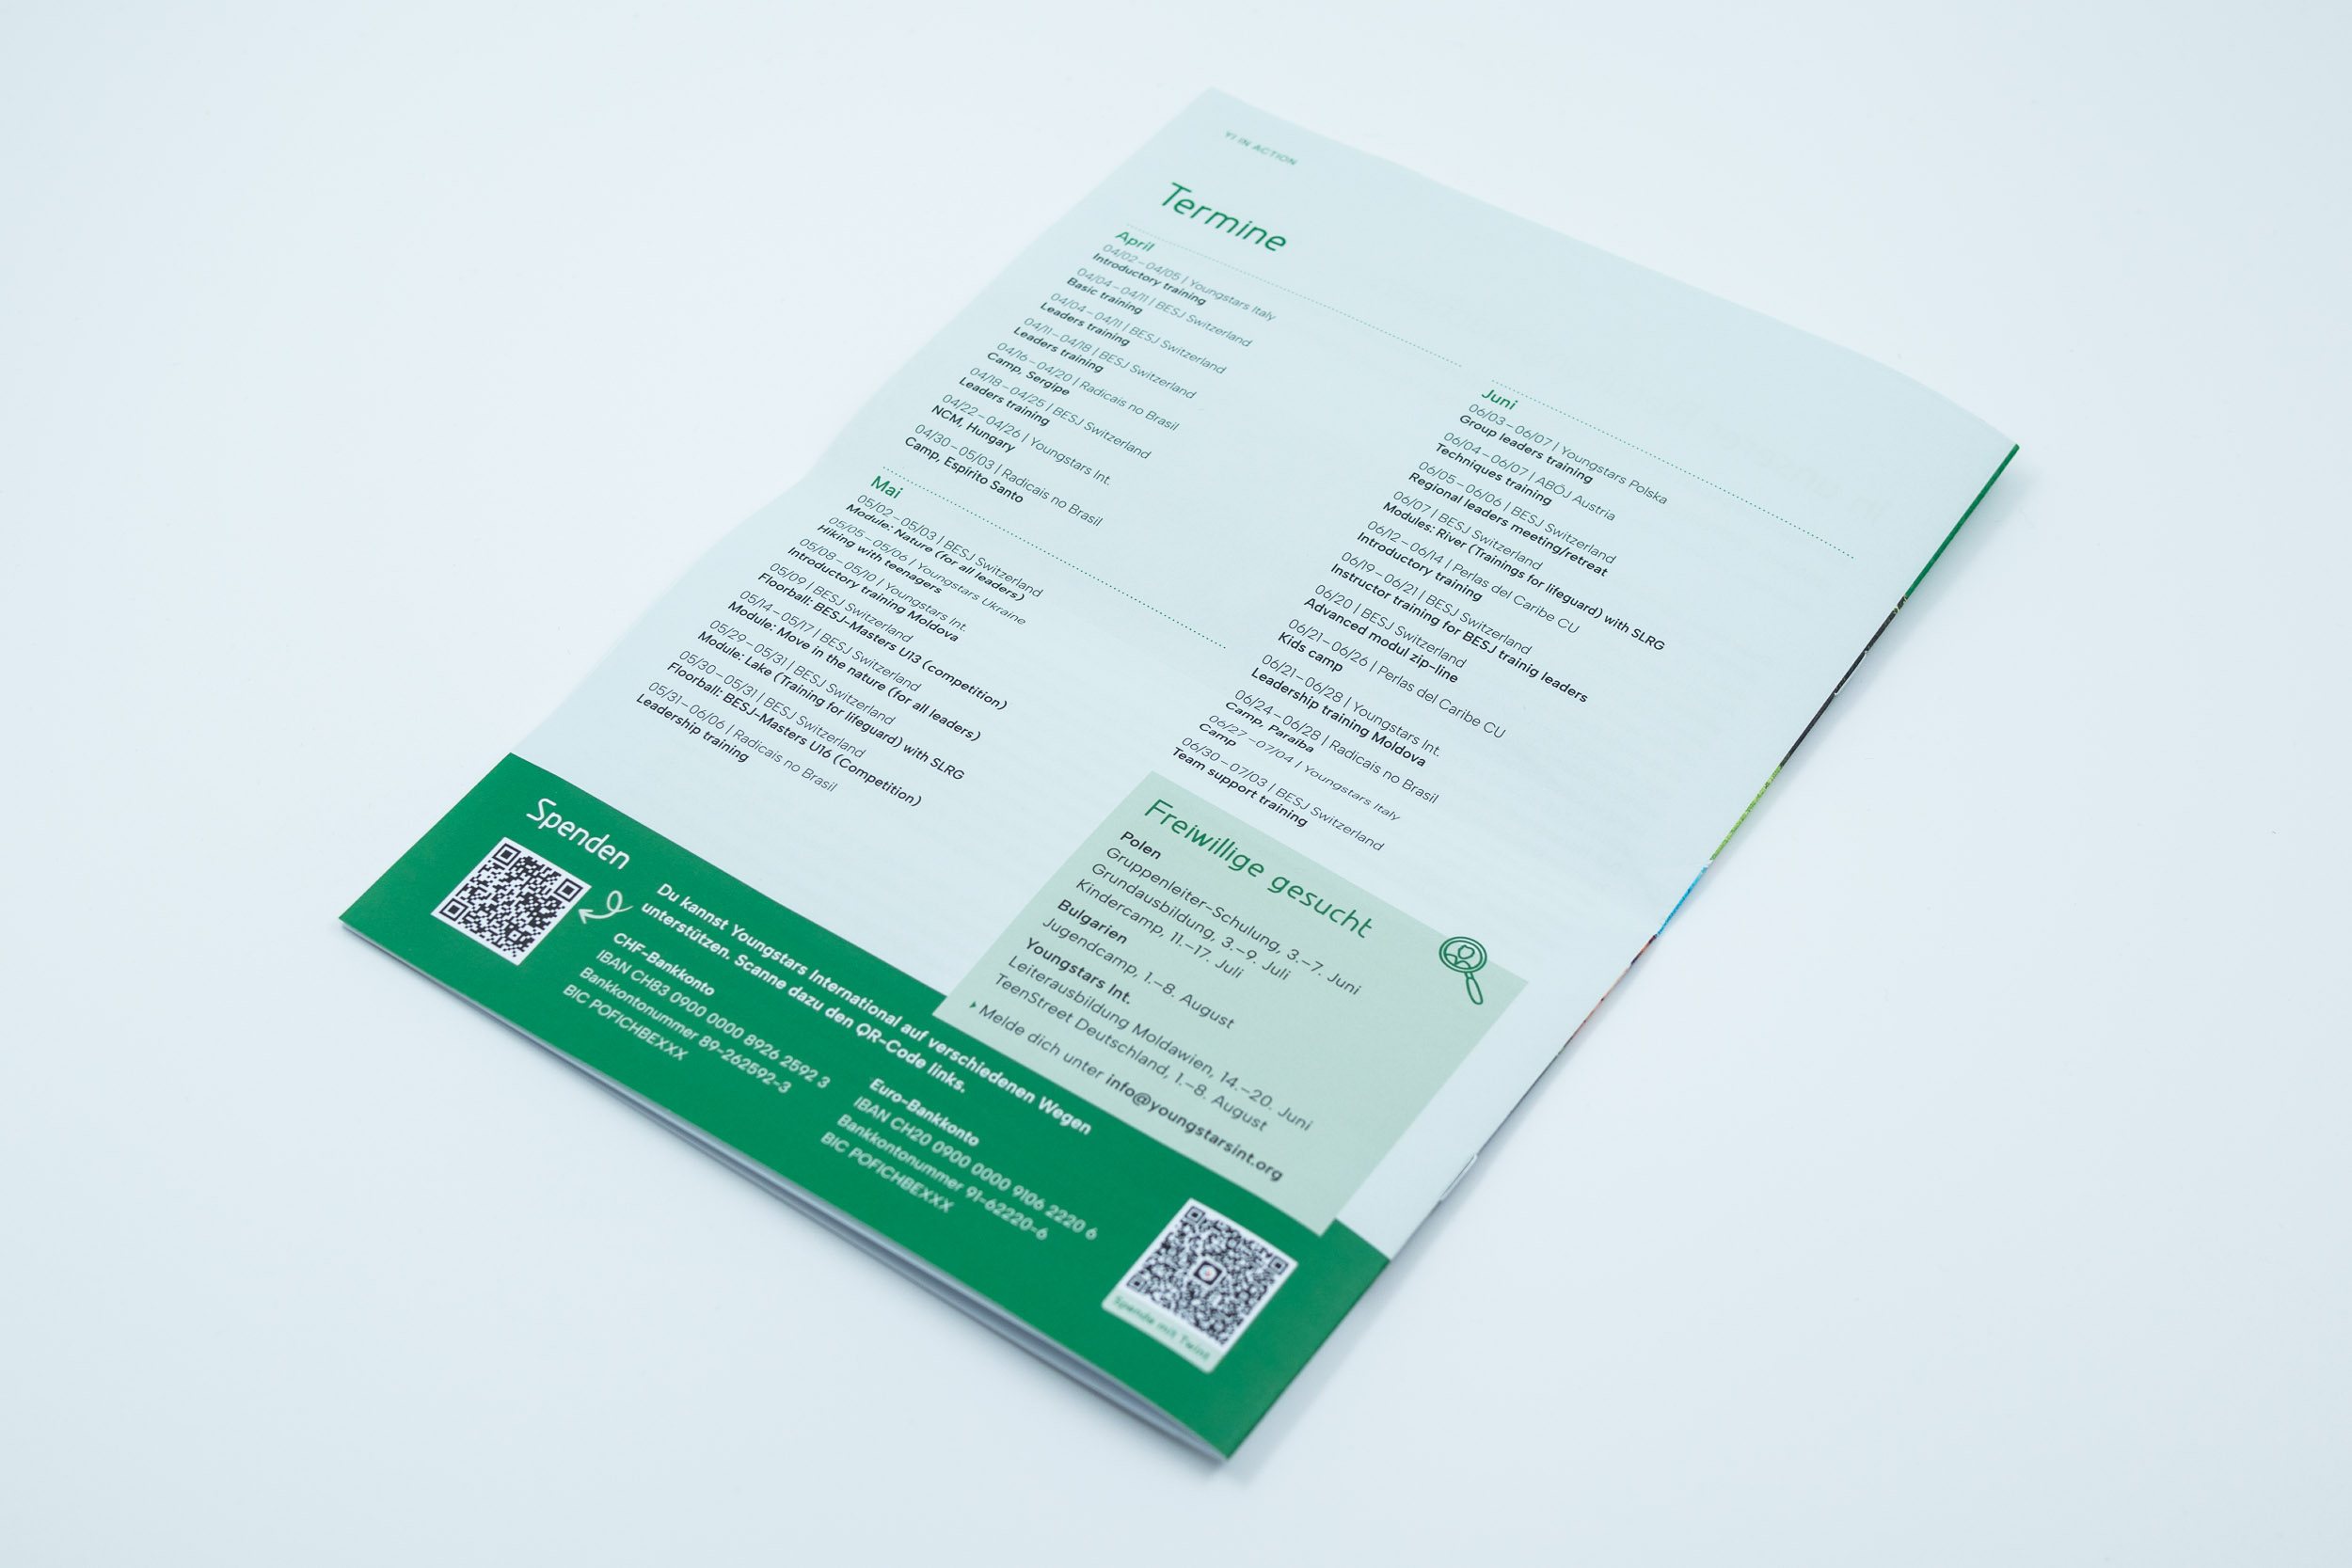 YI IN ACTION
Termine
April
04/02–04/05 | Youngstars Italy
Introductory training
04/04–04/11 | BESJ Switzerland
Basic training
04/04–04/11 | BESJ Switzerland
Leaders training
04/11–04/18 | BESJ Switzerland
Leaders training
04/16–04/20 | Radicais no Brasil
Camp, Sergipe
04/18–04/25 | BESJ Switzerland
Leaders training
04/22–04/26 | Youngstars Int.
NCM, Hungary
04/30–05/03 | Radicais no Brasil
Camp, Espirito Santo
Mai
05/02–05/03 | BESJ Switzerland
Module: Nature (for all leaders)
05/05–05/06 | Youngstars Ukraine
Hiking with teenagers
05/08–05/10 | Youngstars Int.
Introductory training Moldova
05/09 | BESJ Switzerland
Floorball: BESJ-Masters U13 (competition)
05/14–05/17 | BESJ Switzerland
Module: Move in the nature (for all leaders)
05/29–05/31 | BESJ Switzerland
Module: Lake (Training for lifeguard) with SLRG
05/30–05/31 | BESJ Switzerland
Floorball: BESJ-Masters U16 (Competition)
05/31–06/06 | Radicais no Brasil
Leadership training
Juni
06/03–06/07 | Youngstars Polska
Group leaders training
06/04–06/07 | ABÖJ Austria
Techniques training
06/05–06/06 | BESJ Switzerland
Regional leaders meeting/retreat
06/07 | BESJ Switzerland
Modules: River (Trainings for lifeguard) with SLRG
06/12–06/14 | Perlas del Caribe CU
Introductory training
06/19–06/21 | BESJ Switzerland
Instructor training for BESJ trainig leaders
06/20 | BESJ Switzerland
Advanced modul zip-line
06/21–06/26 | Perlas del Caribe CU
Kids camp
06/21–06/28 | Youngstars Int.
Leadership training Moldova
06/24–06/28 | Radicais no Brasil
Camp, Paraiba
06/27–07/04 | Youngstars Italy
Camp
06/30–07/03 | BESJ Switzerland
Team support training
Freiwillige gesucht
Polen
Gruppenleiter-Schulung, 3.–7. Juni
Grundausbildung, 3.–9. Juli
Kindercamp, 11.–17. Juli
Bulgarien
Jugendcamp, 1.–8. August
Youngstars Int.
Leiterausbildung Moldawien, 14.–20. Juni
TeenStreet Deutschland, 1.–8. August
Melde dich unter info@youngstarsint.org
Spenden
Du kannst Youngstars International auf verschiedenen Wegen
unterstützen. Scanne dazu den QR-Code links.
CHF-Bankkonto
IBAN CH83 0900 0000 8926 2592 3
Bankkontonummer 89-262592-3
BIC POFICHBEXXX
Euro-Bankkonto
IBAN CH20 0900 0000 9106 2220 6
Bankkontonummer 91-62220-6
BIC POFICHBEXXX
Spende mit Twint